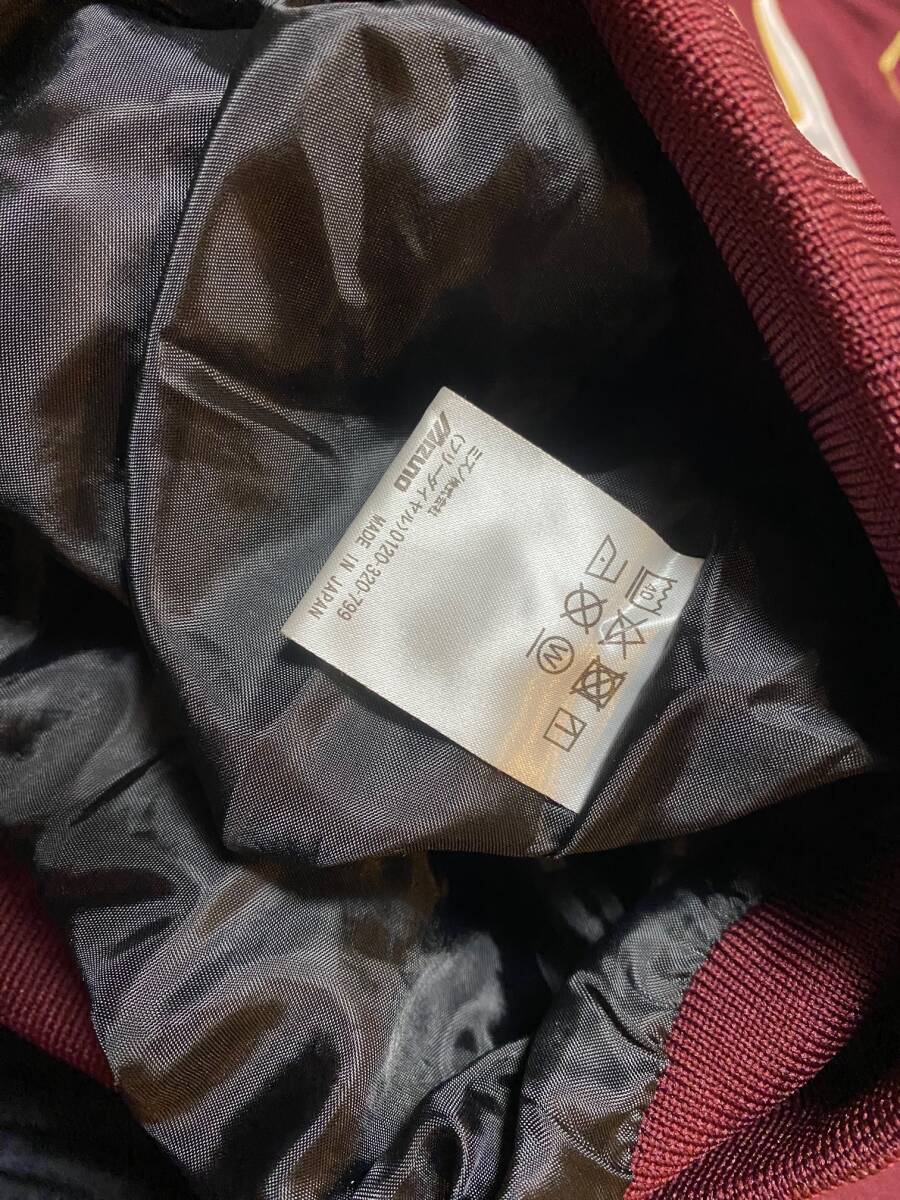 40
W
MIZUNO
ミズノ株式会社
(フリーダイヤル)0120-320-799
MADE IN JAPAN